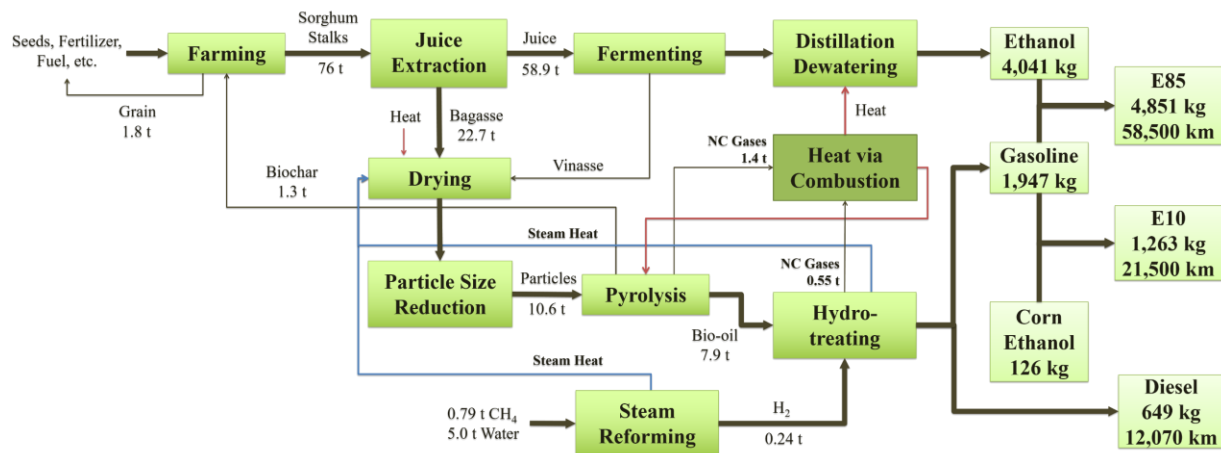 Seeds, Fertilizer,
Fuel, etc.
Farming
Sorghum
Stalks
76 t
Juice
Extraction
Juice
58.9 t
Fermenting
Distillation
Dewatering
Ethanol
4,041 kg
E85
4,851 kg
58,500 km
Grain
1.8 t
Heat
Bagasse
22.7 t
Heat
NC Gases
1.4 t
Heat via
Combustion
Gasoline
1,947 kg
Biochar
1.3 t
Drying
Vinasse
E10
1,263 kg
21,500 km
Steam Heat
NC Gases
0.55 t
Particle Size
Reduction
Particles
10.6 t
Pyrolysis
Bio-oil
7.9 t
Hydro-
treating
Corn
Ethanol
126 kg
Steam Heat
Diesel
649 kg
12,070 km
0.79 t CH₄
5.0 t Water
Steam
Reforming
H₂
0.24 t